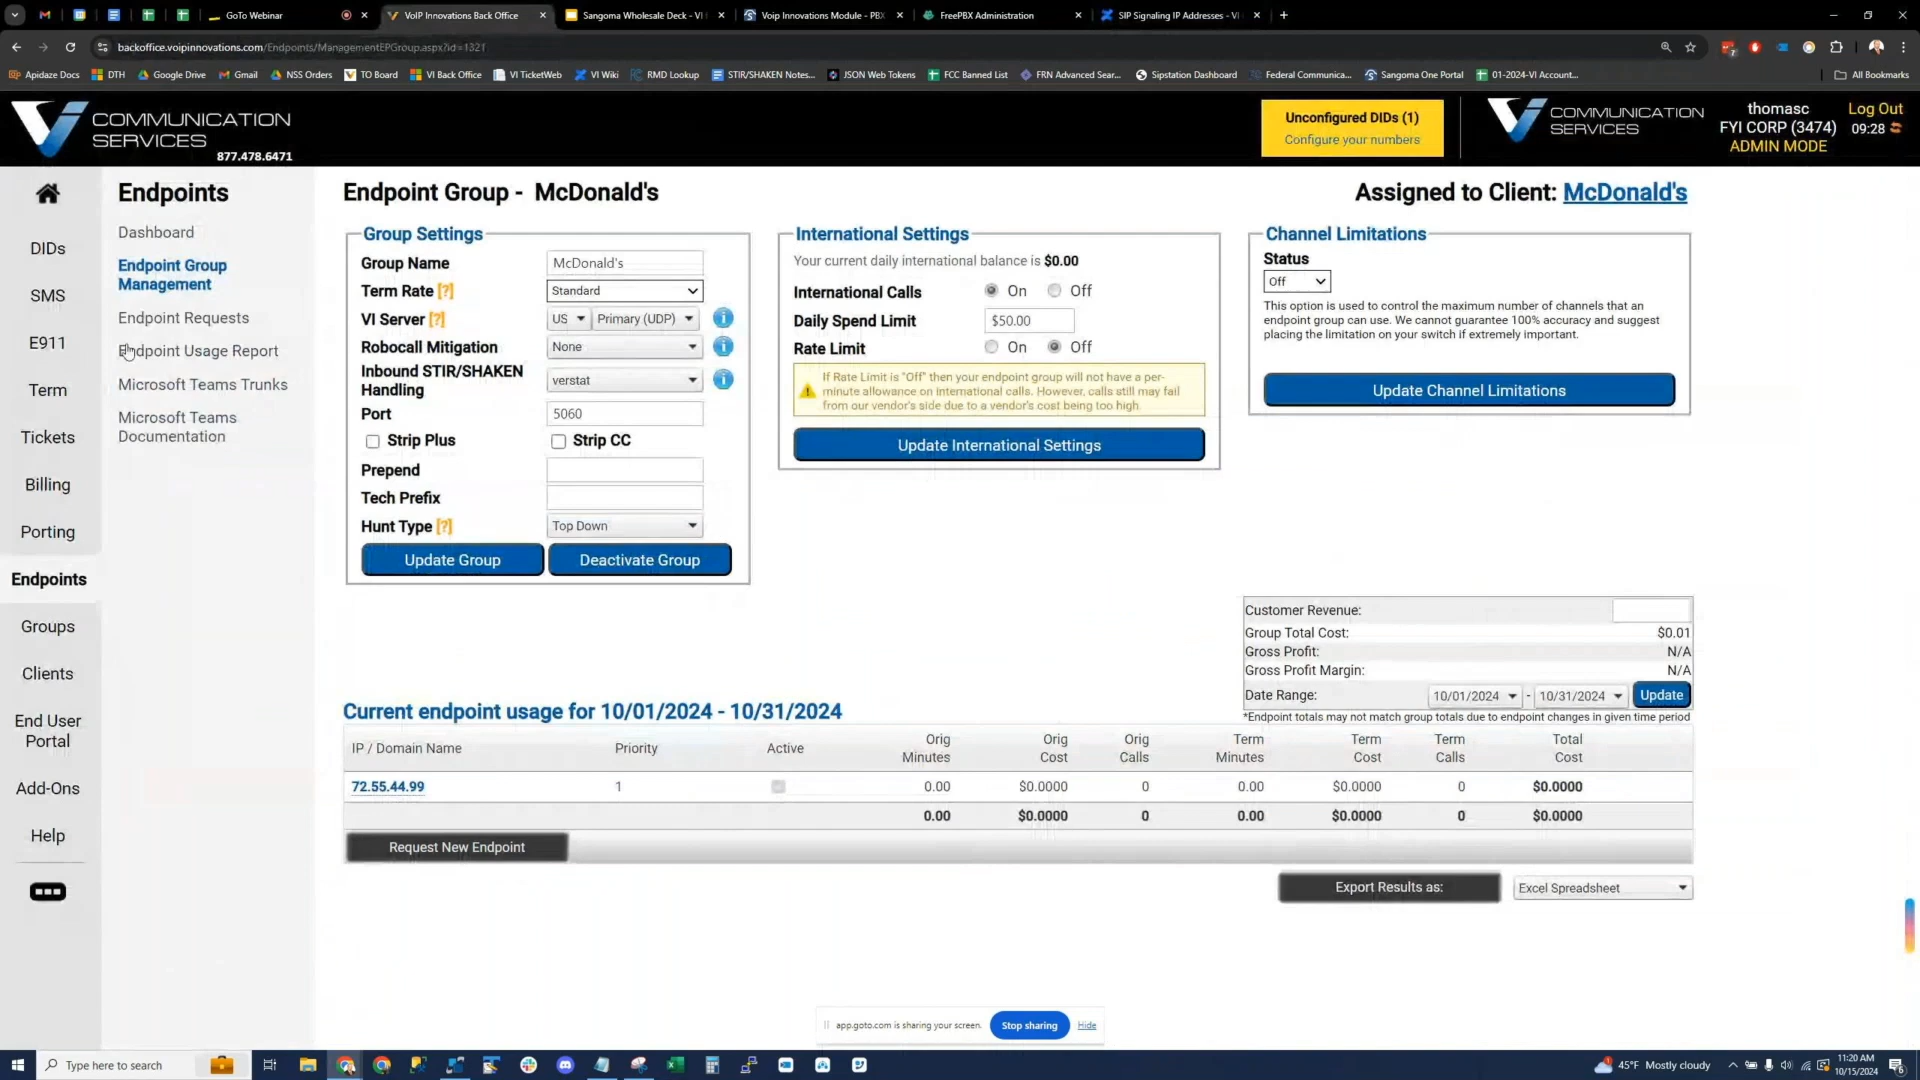 GoTo Webinar
VoIP Innovations Back Office
Sangoma Wholesale Deck - VI
Voip Innovations Module - PBX
FreePBX Administration
SIP Signaling IP Addresses - VI
backoffice.voipinnovations.com/Endpoints/ManagementEPGroup.aspx?id=1321
Apidaze Docs
DTH
Google Drive
Gmail
NSS Orders
TO Board
VI Back Office
VI TicketWeb
VI Wiki
RMD Lookup
STIR/SHAKEN Notes...
JSON Web Tokens
FCC Banned List
FRN Advanced Sear...
Sipstation Dashboard
Federal Communica...
Sangoma One Portal
01-2024-VI Account...
All Bookmarks
COMMUNICATION
SERVICES
877.478.6471
Unconfigured DIDs (1)
Configure your numbers
COMMUNICATION
SERVICES
thomasc
FYI CORP (3474)
ADMIN MODE
Log Out
09:28
DIDs
SMS
E911
Term
Tickets
Billing
Porting
Endpoints
Groups
Clients
End User
Portal
Add-Ons
Help
Endpoints
Dashboard
Endpoint Group
Management
Endpoint Requests
Endpoint Usage Report
Microsoft Teams Trunks
Microsoft Teams
Documentation
Endpoint Group - McDonald's
Assigned to Client: McDonald's
Group Settings
Group Name McDonald's
Term Rate [?] Standard
VI Server [?] US Primary (UDP)
Robocall Mitigation None
Inbound STIR/SHAKEN
Handling verstat
Port 5060
Strip Plus Strip CC
Prepend
Tech Prefix
Hunt Type [?] Top Down
Update Group Deactivate Group
International Settings
Your current daily international balance is $0.00
International Calls On Off
Daily Spend Limit $50.00
Rate Limit On Off
If Rate Limit is "Off" then your endpoint group will not have a per-
minute allowance on international calls. However, calls still may fail
from our vendor's side due to a vendor's cost being too high.
Update International Settings
Channel Limitations
Status
Off
This option is used to control the maximum number of channels that an
endpoint group can use. We cannot guarantee 100% accuracy and suggest
placing the limitation on your switch if extremely important.
Update Channel Limitations
Customer Revenue:
Group Total Cost: $0.01
Gross Profit: N/A
Gross Profit Margin: N/A
Date Range: 10/01/2024 - 10/31/2024 Update
*Endpoint totals may not match group totals due to endpoint changes in given time period
Current endpoint usage for 10/01/2024 - 10/31/2024
IP / Domain Name Priority Active Orig Minutes Orig Cost Orig Calls Term Minutes Term Cost Term Calls Total Cost
72.55.44.99 1 0.00 $0.0000 0 0.00 $0.0000 0 $0.0000
0.00 $0.0000 0 0.00 $0.0000 0 $0.0000
Request New Endpoint
Export Results as: Excel Spreadsheet
app.goto.com is sharing your screen. Stop sharing Hide
Type here to search
45°F Mostly cloudy
11:20 AM
10/15/2024